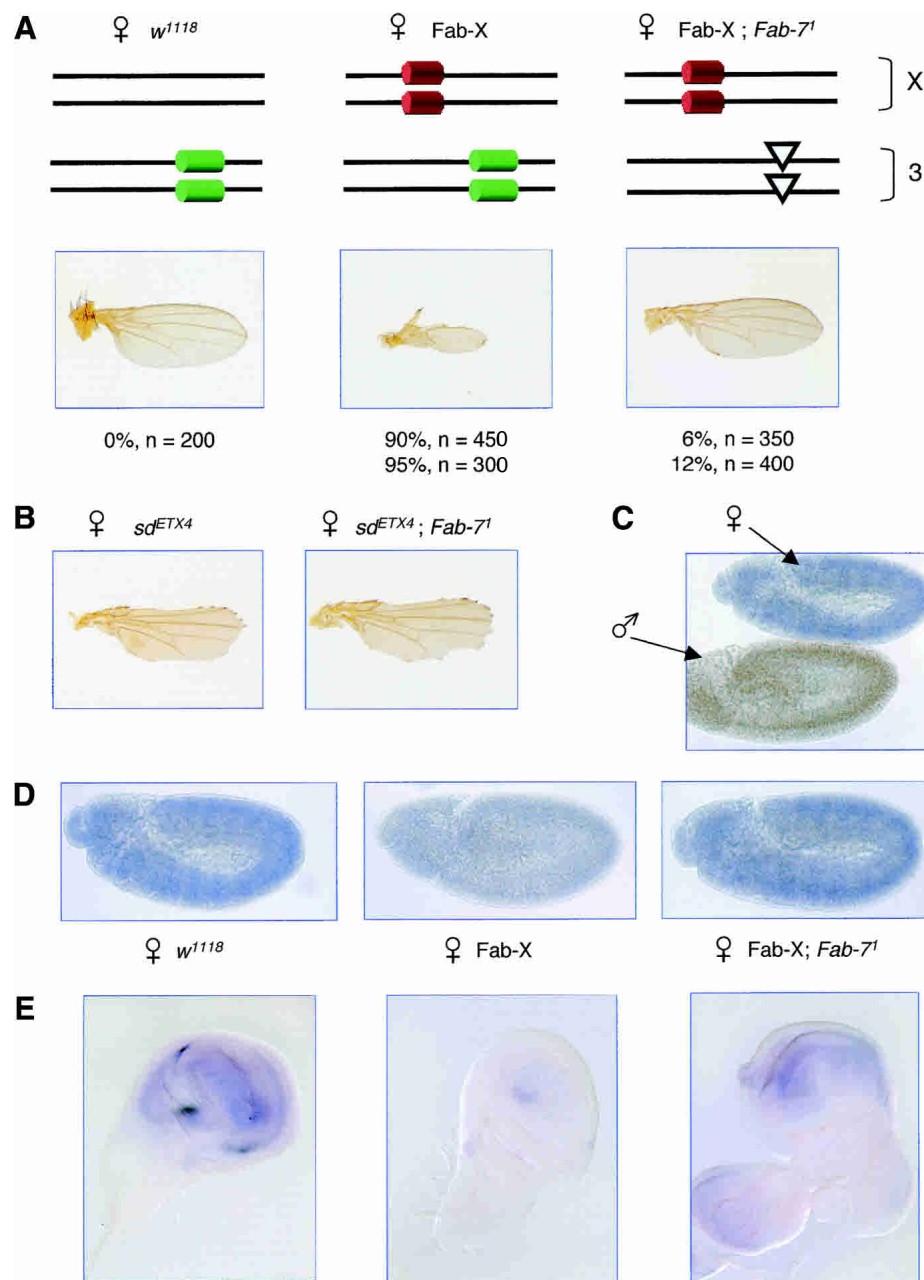 A ♀ w1118 ♀ Fab-X ♀ Fab-X ; Fab-71
X
3
0%, n = 200 90%, n = 450 6%, n = 350
95%, n = 300 12%, n = 400
B ♀ sdETX4 ♀ sdETX4 ; Fab-71 C ♀
♂
D
♀ w1118 ♀ Fab-X ♀ Fab-X; Fab-71
E